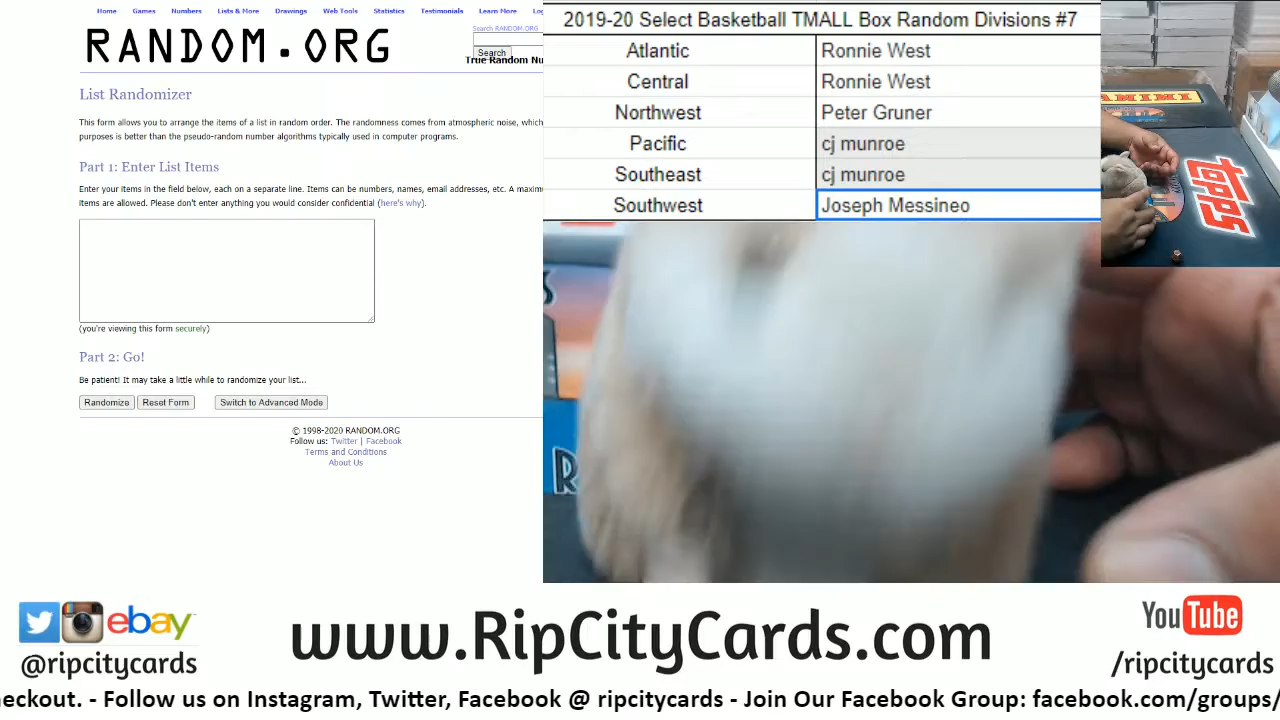 Home Games Numbers Lists & More Drawings Web Tools Statistics Testimonials Learn More
RANDOM.ORG
Search RANDOM.ORG
Search
True Random Nu
List Randomizer
This form allows you to arrange the items of a list in random order. The randomness comes from atmospheric noise, which
purposes is better than the pseudo-random number algorithms typically used in computer programs.
Part 1: Enter List Items
Enter your items in the field below, each on a separate line. Items can be numbers, names, email addresses, etc. A maxim
items are allowed. Please don't enter anything you would consider confidential (here's why).
(you're viewing this form securely)
Part 2: Go!
Be patient! It may take a little while to randomize your list...
Randomize Reset Form Switch to Advanced Mode
© 1998-2020 RANDOM.ORG
Follow us: Twitter | Facebook
Terms and Conditions
About Us
2019-20 Select Basketball TMALL Box Random Divisions #7
Atlantic Ronnie West
Central Ronnie West
Northwest Peter Gruner
Pacific cj munroe
Southeast cj munroe
Southwest Joseph Messineo
topps
ebay
@ripcitycards
www.RipCityCards.com
YouTube
/ripcitycards
heckout. - Follow us on Instagram, Twitter, Facebook @ ripcitycards - Join Our Facebook Group: facebook.com/groups/